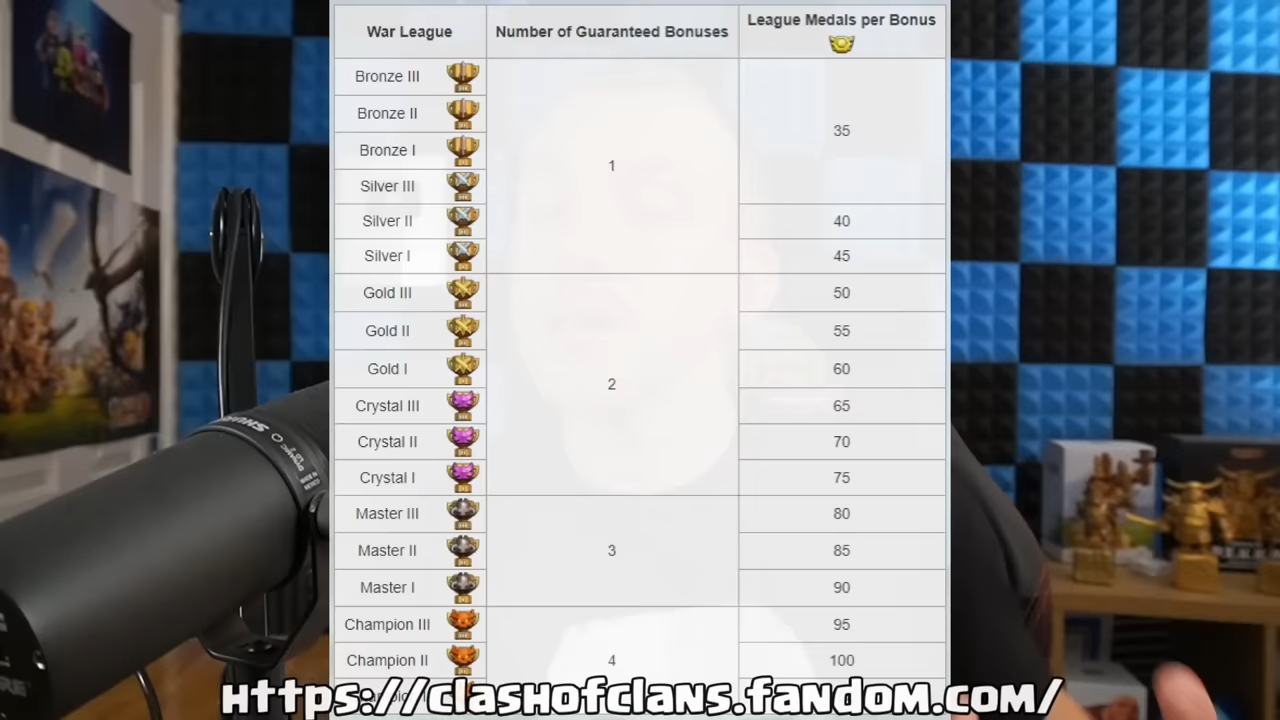 War League Number of Guaranteed Bonuses League Medals per Bonus
Bronze III
Bronze II
35
Bronze I
1
Silver III
Silver II 40
Silver I 45
Gold III 50
Gold II 55
Gold I 60
2
Crystal III 65
Crystal II 70
Crystal I 75
Master III 80
Master II 3 85
Master I 90
Champion III 95
Champion II 4 100
https://clashofclans.fandom.com/
SHURE